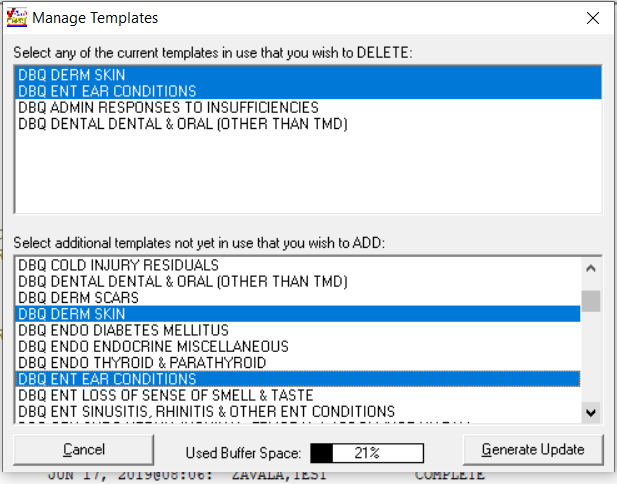 Manage Templates
Select any of the current templates in use that you wish to DELETE:
DBQ DERM SKIN
DBQ ENT EAR CONDITIONS
DBQ ADMIN RESPONSES TO INSUFFICIENCIES
DBQ DENTAL DENTAL & ORAL (OTHER THAN TMD)
Select additional templates not yet in use that you wish to ADD:
DBQ COLD INJURY RESIDUALS
DBQ DENTAL DENTAL & ORAL (OTHER THAN TMD)
DBQ DERM SCARS
DBQ DERM SKIN
DBQ ENDO DIABETES MELLITUS
DBQ ENDO ENDOCRINE MISCELLANEOUS
DBQ ENDO THYROID & PARATHYROID
DBQ ENT EAR CONDITIONS
DBQ ENT LOSS OF SENSE OF SMELL & TASTE
DBQ ENT SINUSITIS, RHINITIS & OTHER ENT CONDITIONS
Cancel Used Buffer Space: 21% Generate Update
JUN 17, 2019@08:06: ZAVALA,TEST COMPLETE